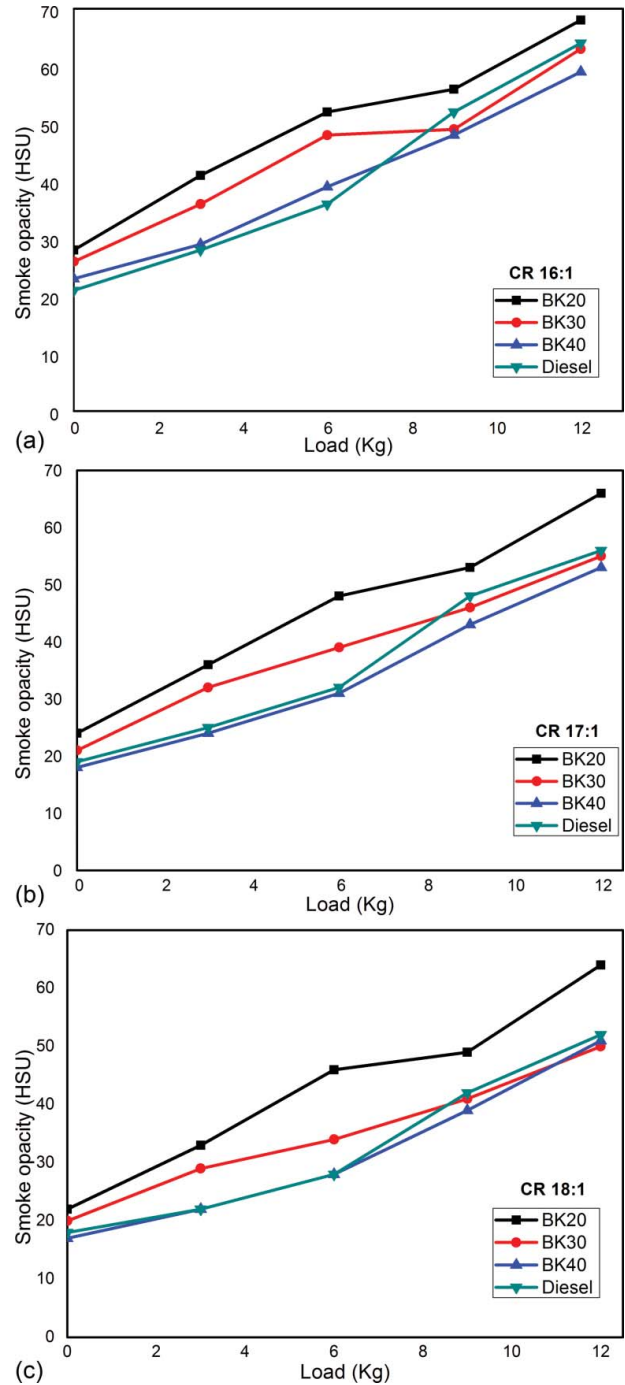 70
60
50
40
30
20
10
0
Smoke opacity (HSU)
CR 16:1
BK20
BK30
BK40
Diesel
0 2 4 6 8 10 12
Load (Kg)
(a)
70
60
50
40
30
20
10
0
Smoke opacity (HSU)
CR 17:1
BK20
BK30
BK40
Diesel
0 2 4 6 8 10 12
Load (Kg)
(b)
70
60
50
40
30
20
10
0
Smoke opacity (HSU)
CR 18:1
BK20
BK30
BK40
Diesel
0 2 4 6 8 10 12
Load (Kg)
(c)